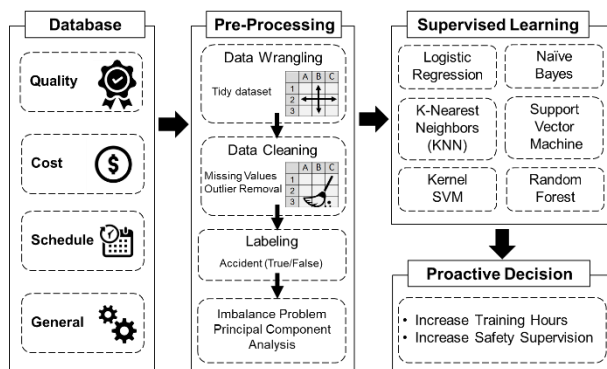 Database
Quality
Cost
Schedule
General
Pre-Processing
Data Wrangling
Tidy dataset
A B C
1
2
3
Data Cleaning
Missing Values
Outlier Removal
A B C
1
2
3
Labeling
Accident (True/False)
Imbalance Problem
Principal Component
Analysis
Supervised Learning
Logistic
Regression
Naïve
Bayes
K-Nearest
Neighbors
(KNN)
Support
Vector
Machine
Kernel
SVM
Random
Forest
Proactive Decision
• Increase Training Hours
• Increase Safety Supervision